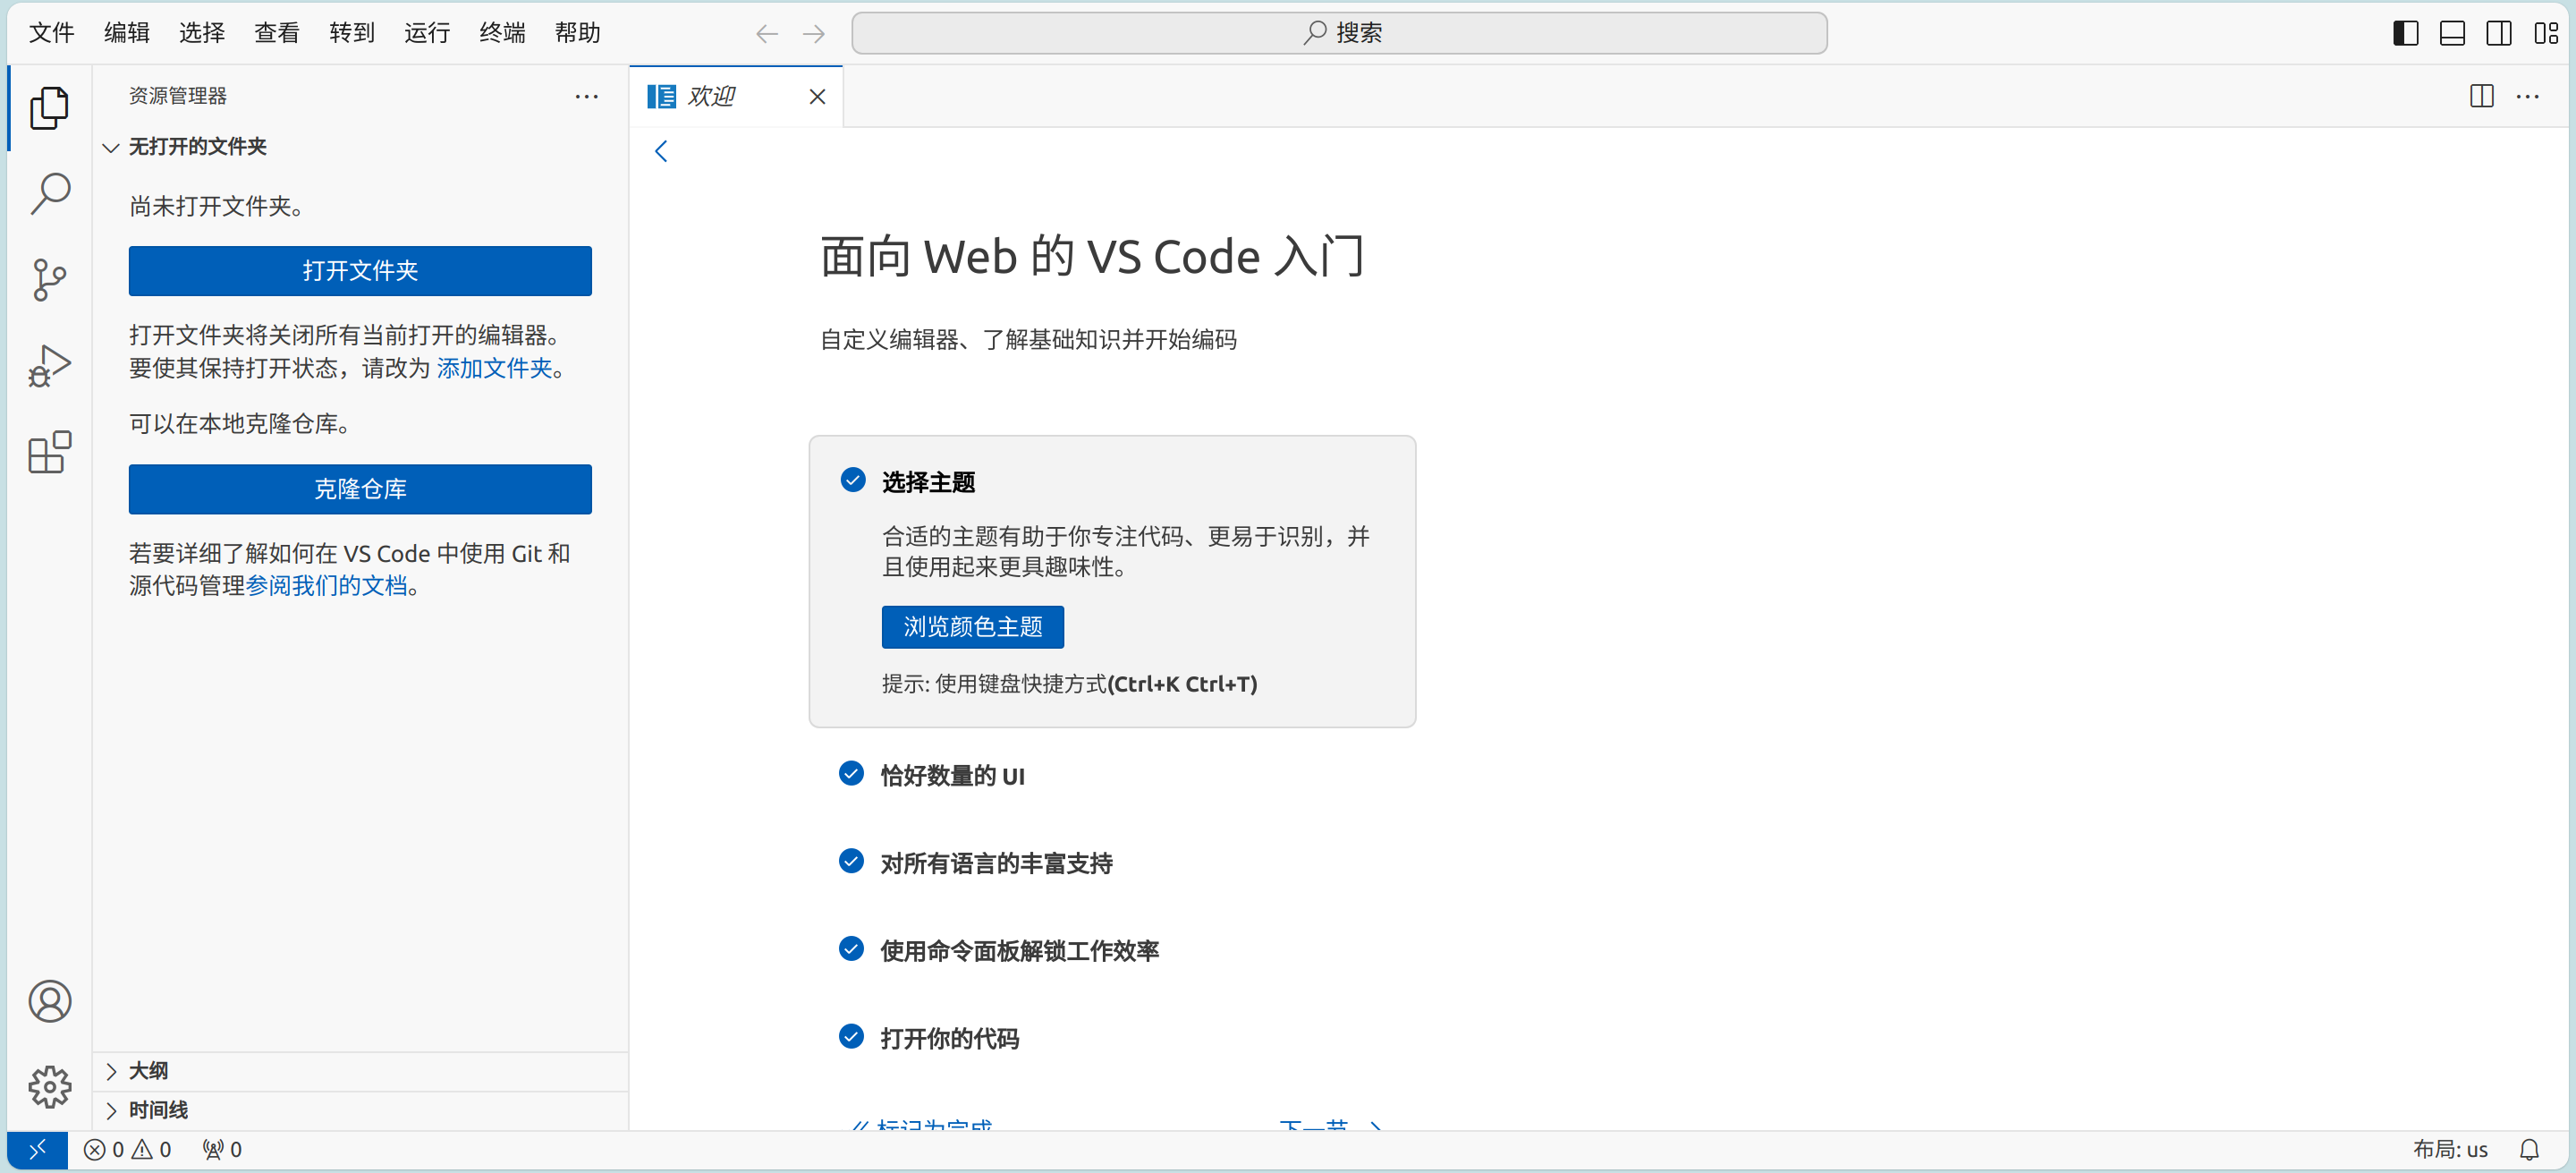 文件 编辑 选择 查看 转到 运行 终端 帮助
搜索
资源管理器
欢迎
无打开的文件夹
尚未打开文件夹。
打开文件夹
打开文件夹将关闭所有当前打开的编辑器。
要使其保持打开状态，请改为 添加文件夹。
可以在本地克隆仓库。
克隆仓库
若要详细了解如何在 VS Code 中使用 Git 和
源代码管理参阅我们的文档。
大纲
时间线
面向 Web 的 VS Code 入门
自定义编辑器、了解基础知识并开始编码
选择主题
合适的主题有助于你专注代码、更易于识别，并
且使用起来更具趣味性。
浏览颜色主题
提示: 使用键盘快捷方式(Ctrl+K Ctrl+T)
恰好数量的 UI
对所有语言的丰富支持
使用命令面板解锁工作效率
打开你的代码
标记为完成
下一节
0 0 0
布局: us